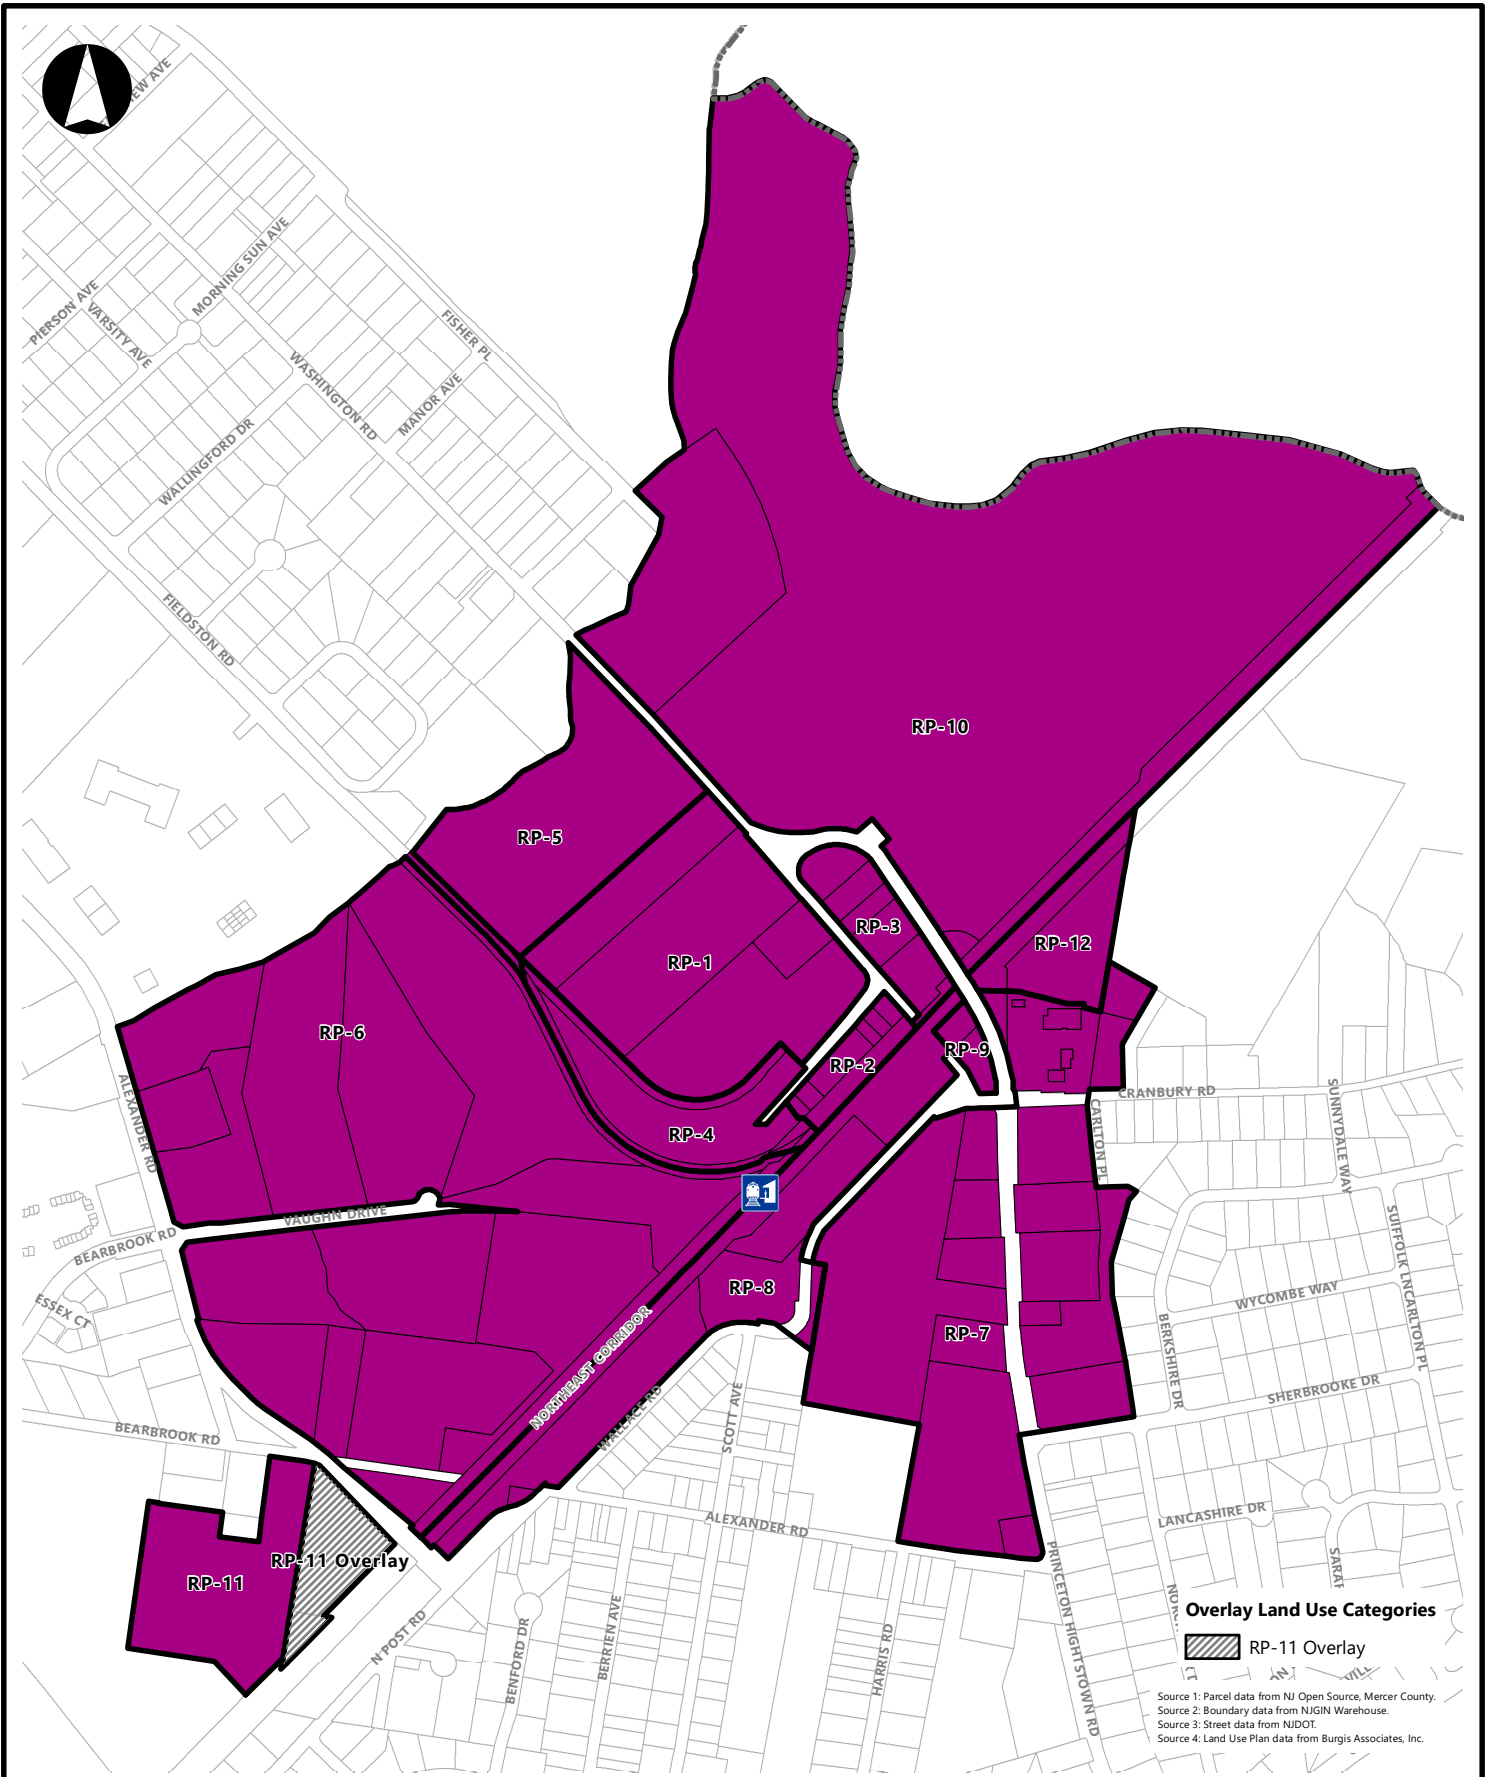 EW AVE
PIERSON AVE
VARSITY AVE
MORNING SUN AVE
FISHER PL
WASHINGTON RD
MANOR AVE
WALLINGFORD DR
FIELDSTON RD
RP-10
RP-5
RP-3
RP-12
RP-1
RP-6
RP-9
RP-2
RP-4
ALEXANDER RD
CRANBURY RD
CARLTON PL
SUNNYDALE WAY
VAUGHN DRIVE
BEARBROOK RD
ESSEX CT
RP-8
RP-7
NORTHEAST CORRIDOR
WALLACE RD
SCOTT AVE
SUIFFOLK LN
CARLTON PL
WYCOMBE WAY
BERKSHIRE DR
SHERBROOKE DR
BEARBROOK RD
ALEXANDER RD
LANCASHIRE DR
RP-11 Overlay
RP-11
N POST RD
BENFORD DR
BERRIEN AVE
HARRIS RD
PRINCETON HIGHTSTOWN RD
Overlay Land Use Categories
RP-11 Overlay
Source 1: Parcel data from NJ Open Source, Mercer County.
Source 2: Boundary data from NJGIN Warehouse.
Source 3: Street data from NJDOT.
Source 4: Land Use Plan data from Burgis Associates, Inc.